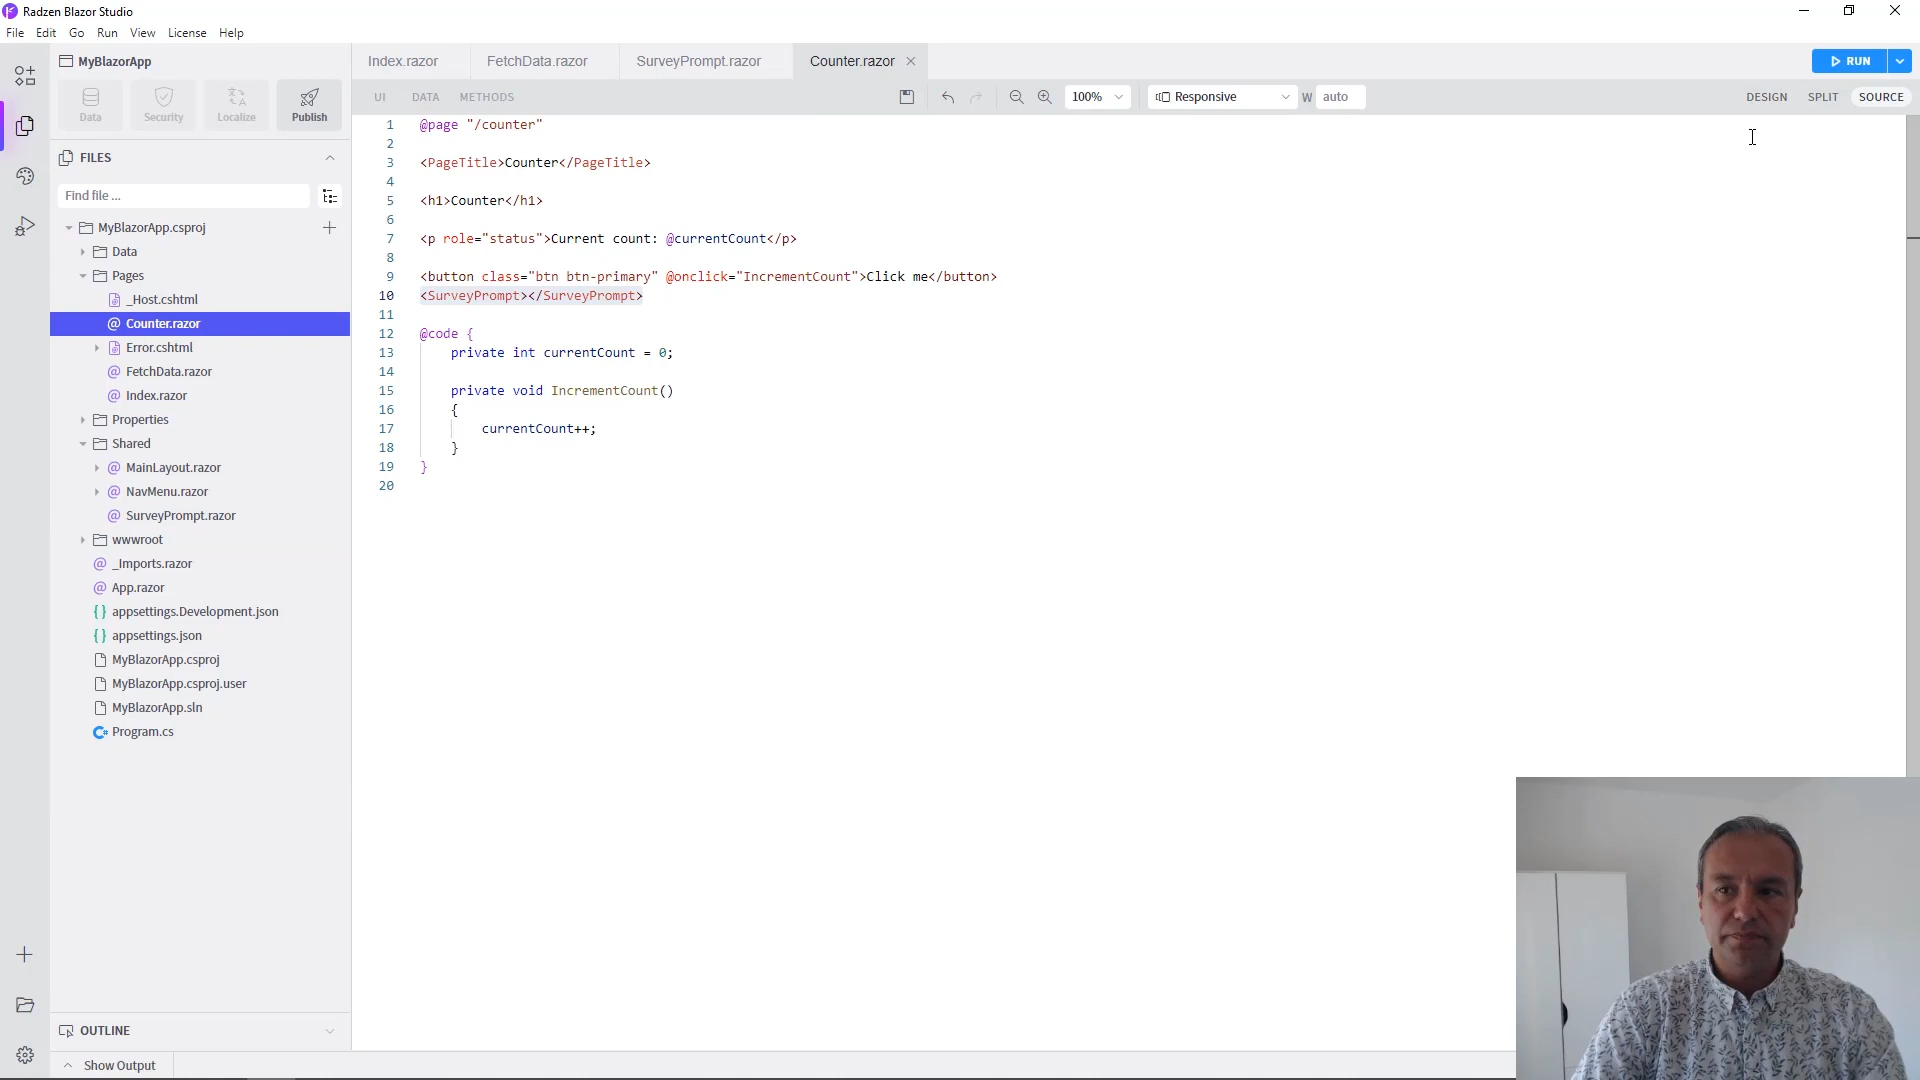 Radzen Blazor Studio
File Edit Go Run View License Help
MyBlazorApp
Data Security Localize Publish
FILES
Find file ...
MyBlazorApp.csproj
Data
Pages
_Host.cshtml
Counter.razor
Error.cshtml
FetchData.razor
Index.razor
Properties
Shared
MainLayout.razor
NavMenu.razor
SurveyPrompt.razor
wwwroot
_Imports.razor
App.razor
appsettings.Development.json
appsettings.json
MyBlazorApp.csproj
MyBlazorApp.csproj.user
MyBlazorApp.sln
Program.cs
OUTLINE
Show Output
Index.razor FetchData.razor SurveyPrompt.razor Counter.razor
RUN
UI DATA METHODS 100% Responsive W auto DESIGN SPLIT SOURCE
1 @page "/counter"
2
3 <PageTitle>Counter</PageTitle>
4
5 <h1>Counter</h1>
6
7 <p role="status">Current count: @currentCount</p>
8
9 <button class="btn btn-primary" @onclick="IncrementCount">Click me</button>
10 <SurveyPrompt></SurveyPrompt>
11
12 @code {
13 private int currentCount = 0;
14
15 private void IncrementCount()
16 {
17 currentCount++;
18 }
19 }
20